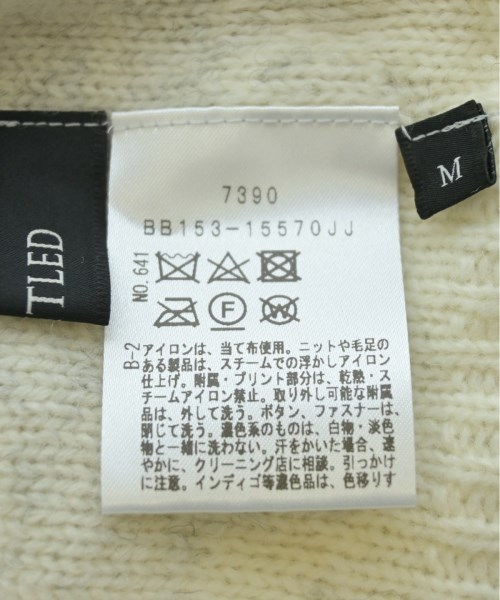 TLED
M
7390
BB153-15570JJ
NO.641
F
W
B-2
アイロンは、当て布使用。ニットや毛足の
ある製品は、スチームでの浮かしアイロン
仕上げ。附属・プリント部分は、乾熱・ス
チームアイロン禁止。取り外し可能な附属
品は、外して洗う。ボタン、ファスナーは、
閉じて洗う。濃色系のものは、白物・淡色
物と一緒に洗わない。汗をかいた場合、速
やかに、クリーニング店に相談。引っかけ
に注意。インディゴ等濃色品は、色移りす